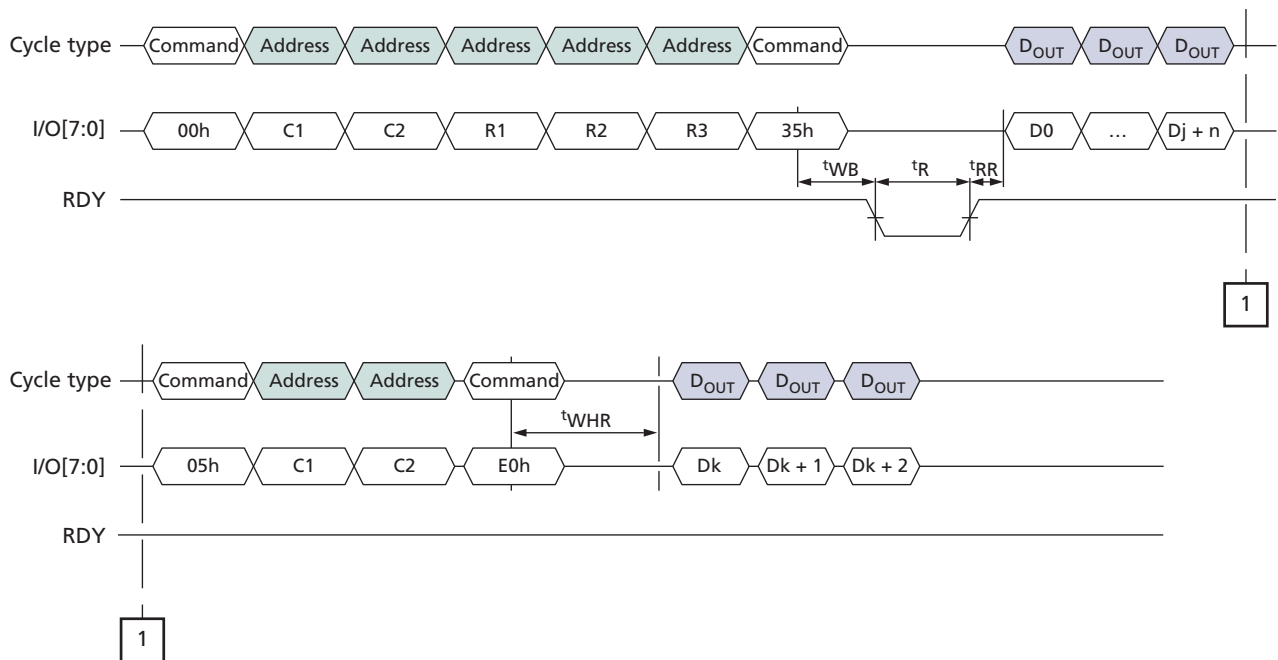 Cycle type Command Address Address Address Address Address Command DOUT DOUT DOUT
I/O[7:0] 00h C1 C2 R1 R2 R3 35h D0 … Dj + n
tWB tR tRR
RDY
1
Cycle type Command Address Address Command DOUT DOUT DOUT
tWHR
I/O[7:0] 05h C1 C2 E0h Dk Dk + 1 Dk + 2
RDY
1